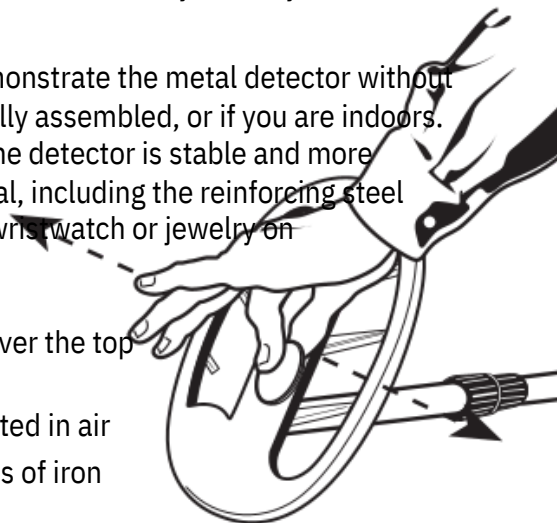 monstrate the metal detector without
lly assembled, or if you are indoors.
he detector is stable and more
al, including the reinforcing steel
wristwatch or jewelry on
ver the top
ted in air
s of iron